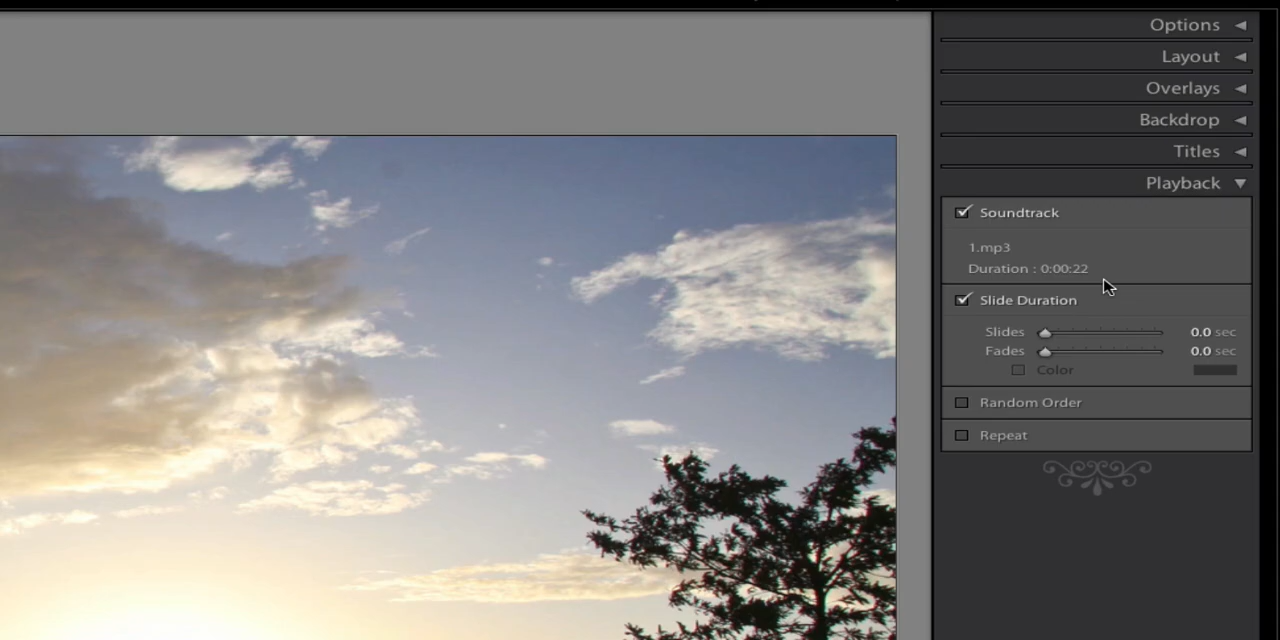 Options
Layout
Overlays
Backdrop
Titles
Playback
Soundtrack
1.mp3
Duration : 0:00:22
Slide Duration
Slides 0.0 sec
Fades 0.0 sec
Color
Random Order
Repeat